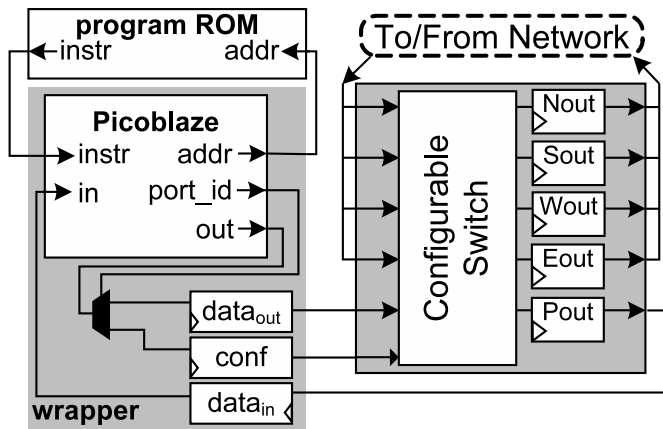 program ROM
instr addr
To/From Network
Picoblaze
instr addr
in port_id
out
Configurable Switch
Nout
Sout
Wout
Eout
Pout
dataout
conf
datain
wrapper